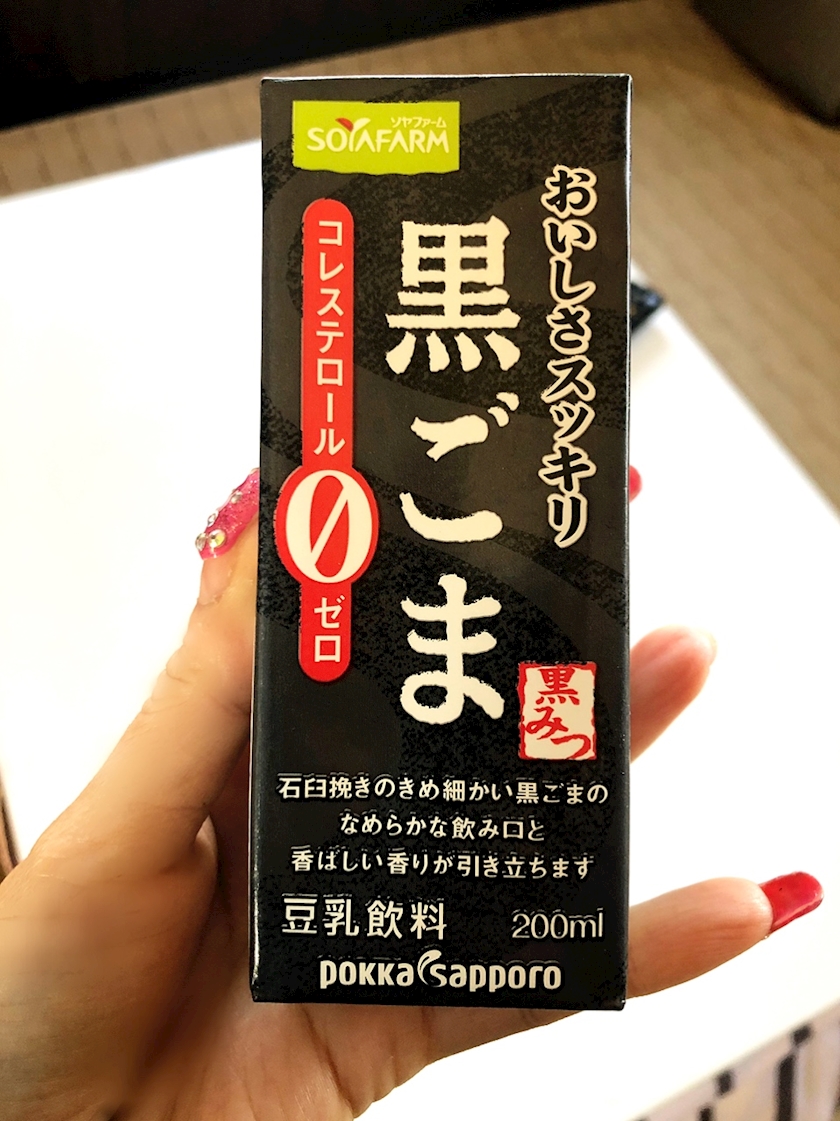 ソヤファーム
SOYAFARM
おいしさスッキリ
黒ごま
コレステロール0ゼロ
黒みつ
石臼挽きのきめ細かい黒ごまの
なめらかな飲み口と
香ばしい香りが引き立ちます
豆乳飲料
200ml
POKKA sapporo